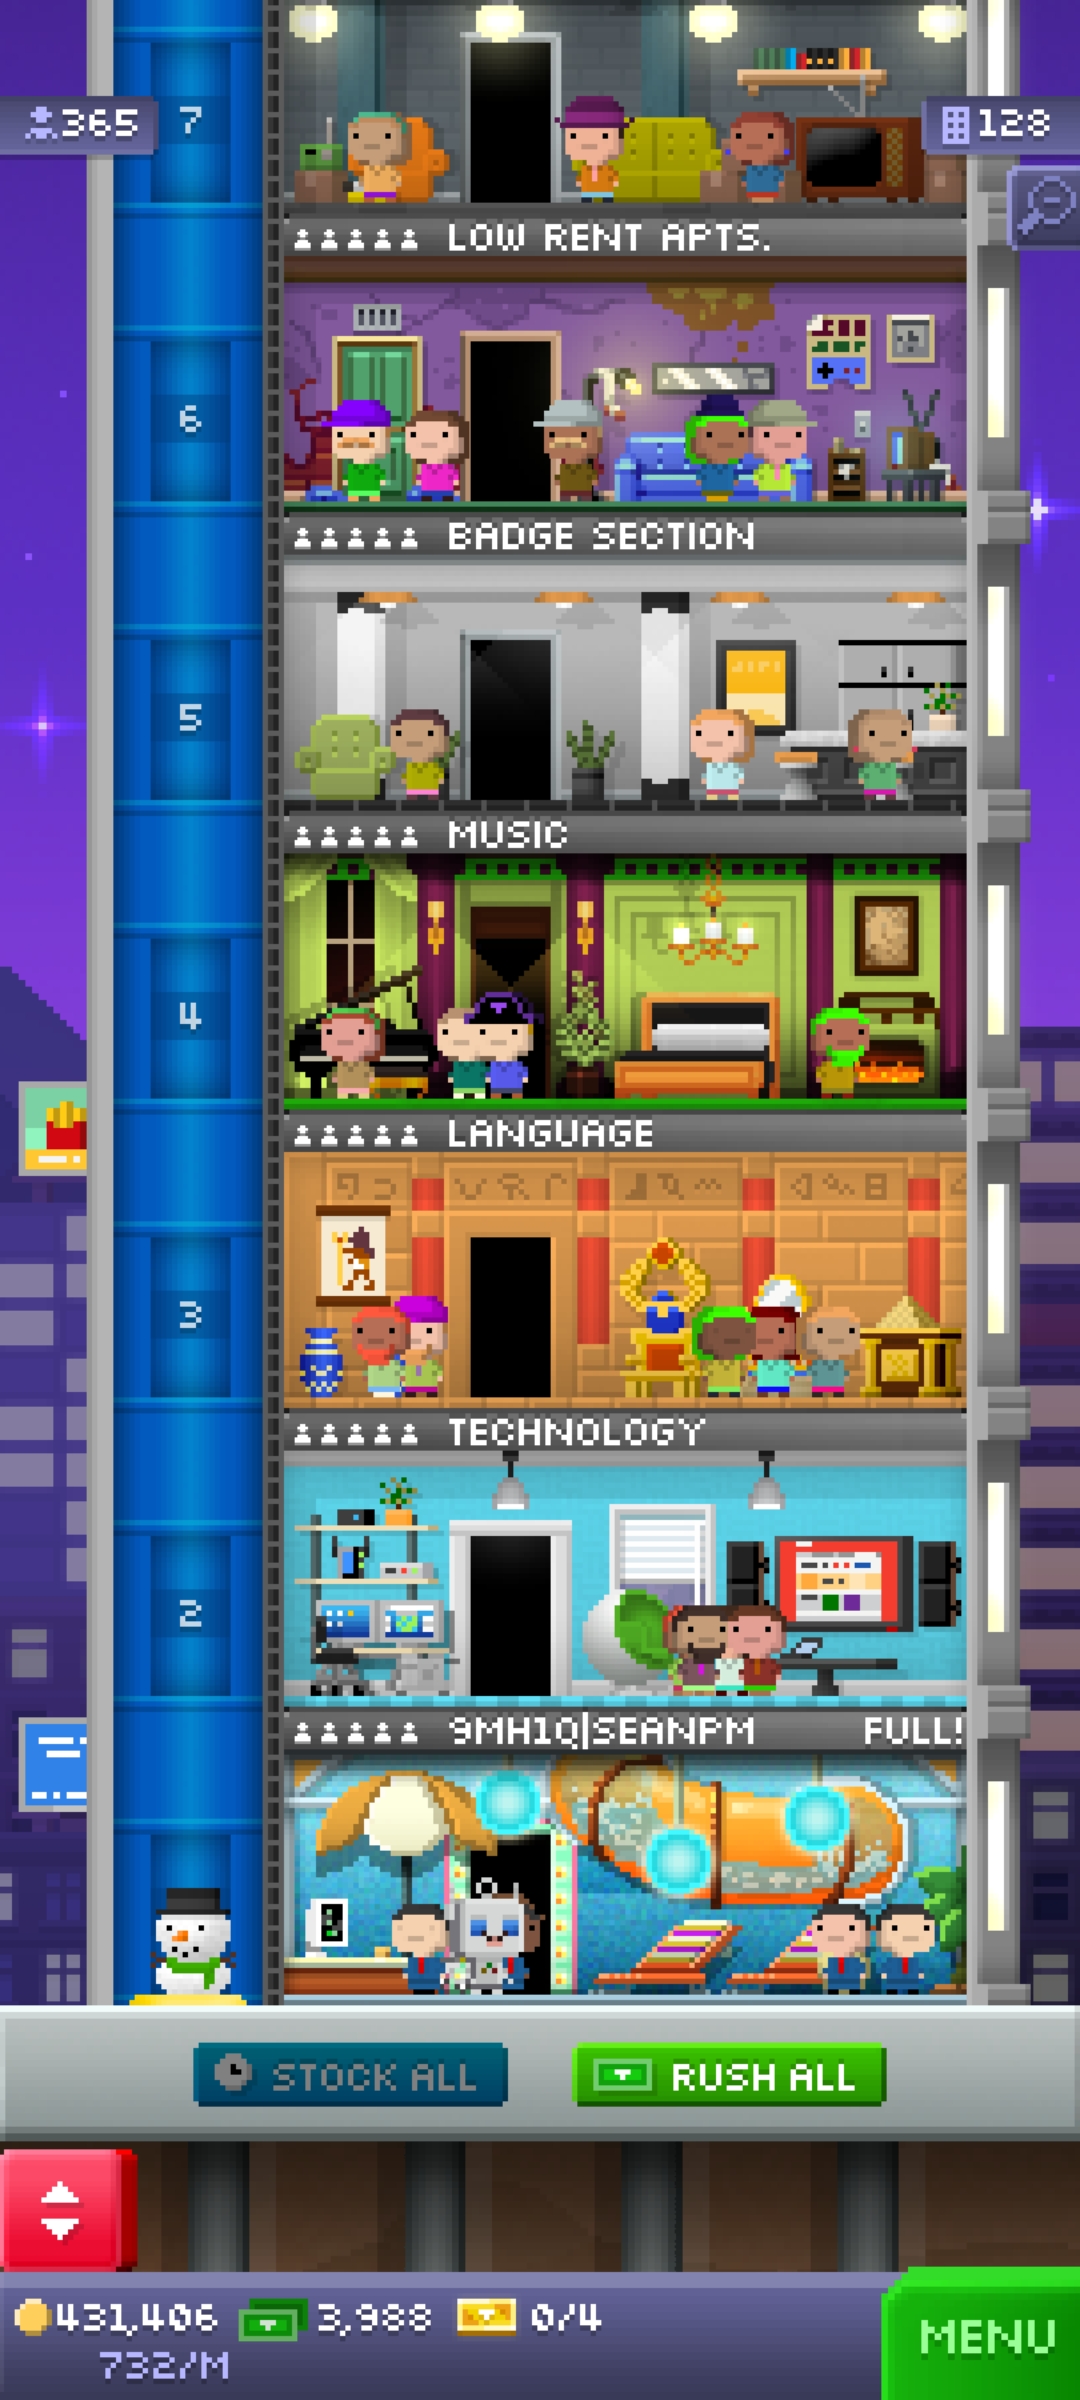 365
7
128
LOW RENT APTS.
6
BADGE SECTION
5
MUSIC
4
LANGUAGE
3
TECHNOLOGY
2
9MH1Q|SEANPM FULL!
STOCK ALL
RUSH ALL
431,406 3,988 0/4
732/M
MENU